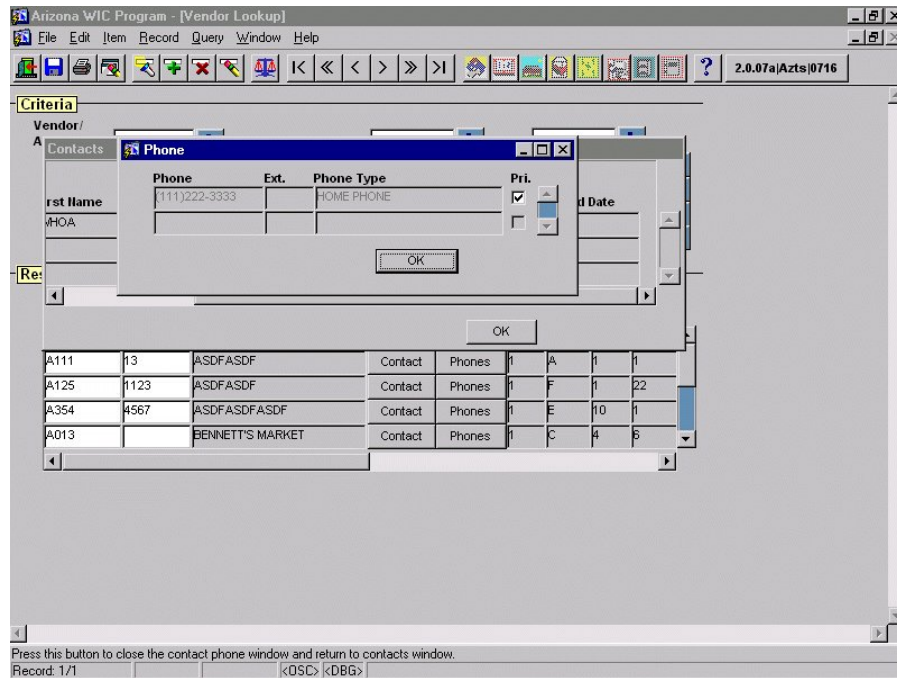 Arizona WIC Program - [Vendor Lookup]
File Edit Item Record Query Window Help
2.0.07a|Azts|0716
Criteria
Vendor/
A
Contacts
Phone
Phone Ext. Phone Type Pri.
(111)222-3333 HOME PHONE
rst Name d Date
WHOA
OK
Res
OK
A111 13 ASDFASDF Contact Phones 1 A 1 1
A125 1123 ASDFASDF Contact Phones 1 F 1 22
A354 4567 ASDFASDFASDF Contact Phones 1 E 10 1
A013 BENNETT'S MARKET Contact Phones 1 C 4 6
Press this button to close the contact phone window and return to contacts window.
Record: 1/1 <OSC> <DBG>